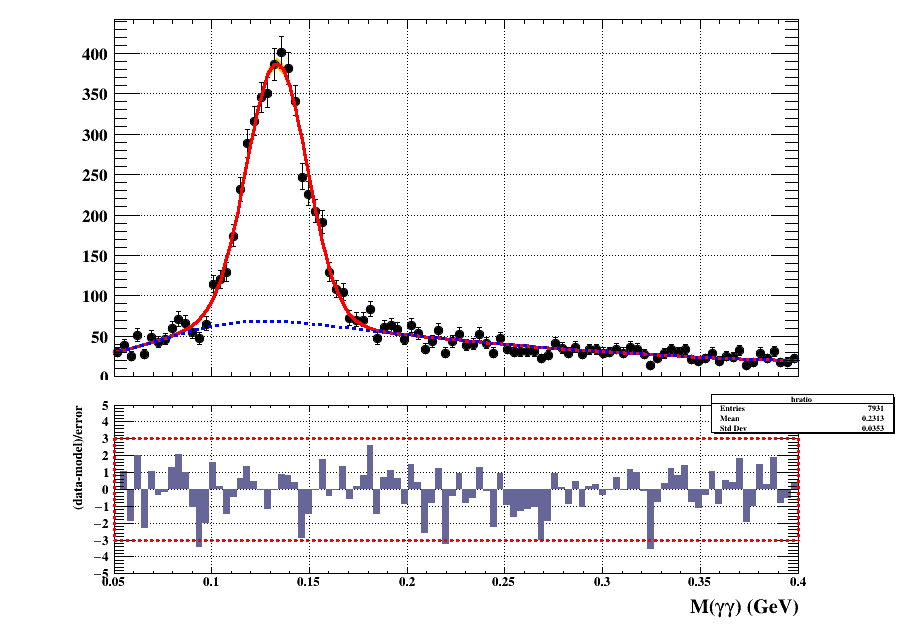 400
350
300
250
200
150
100
50
0
(data-model)/error
5
4
3
2
1
0
−1
−2
−3
−4
−5
hratio
Entries 7931
Mean 0.2313
Std Dev 0.0353
0.05 0.1 0.15 0.2 0.25 0.3 0.35 0.4
M(γγ) (GeV)